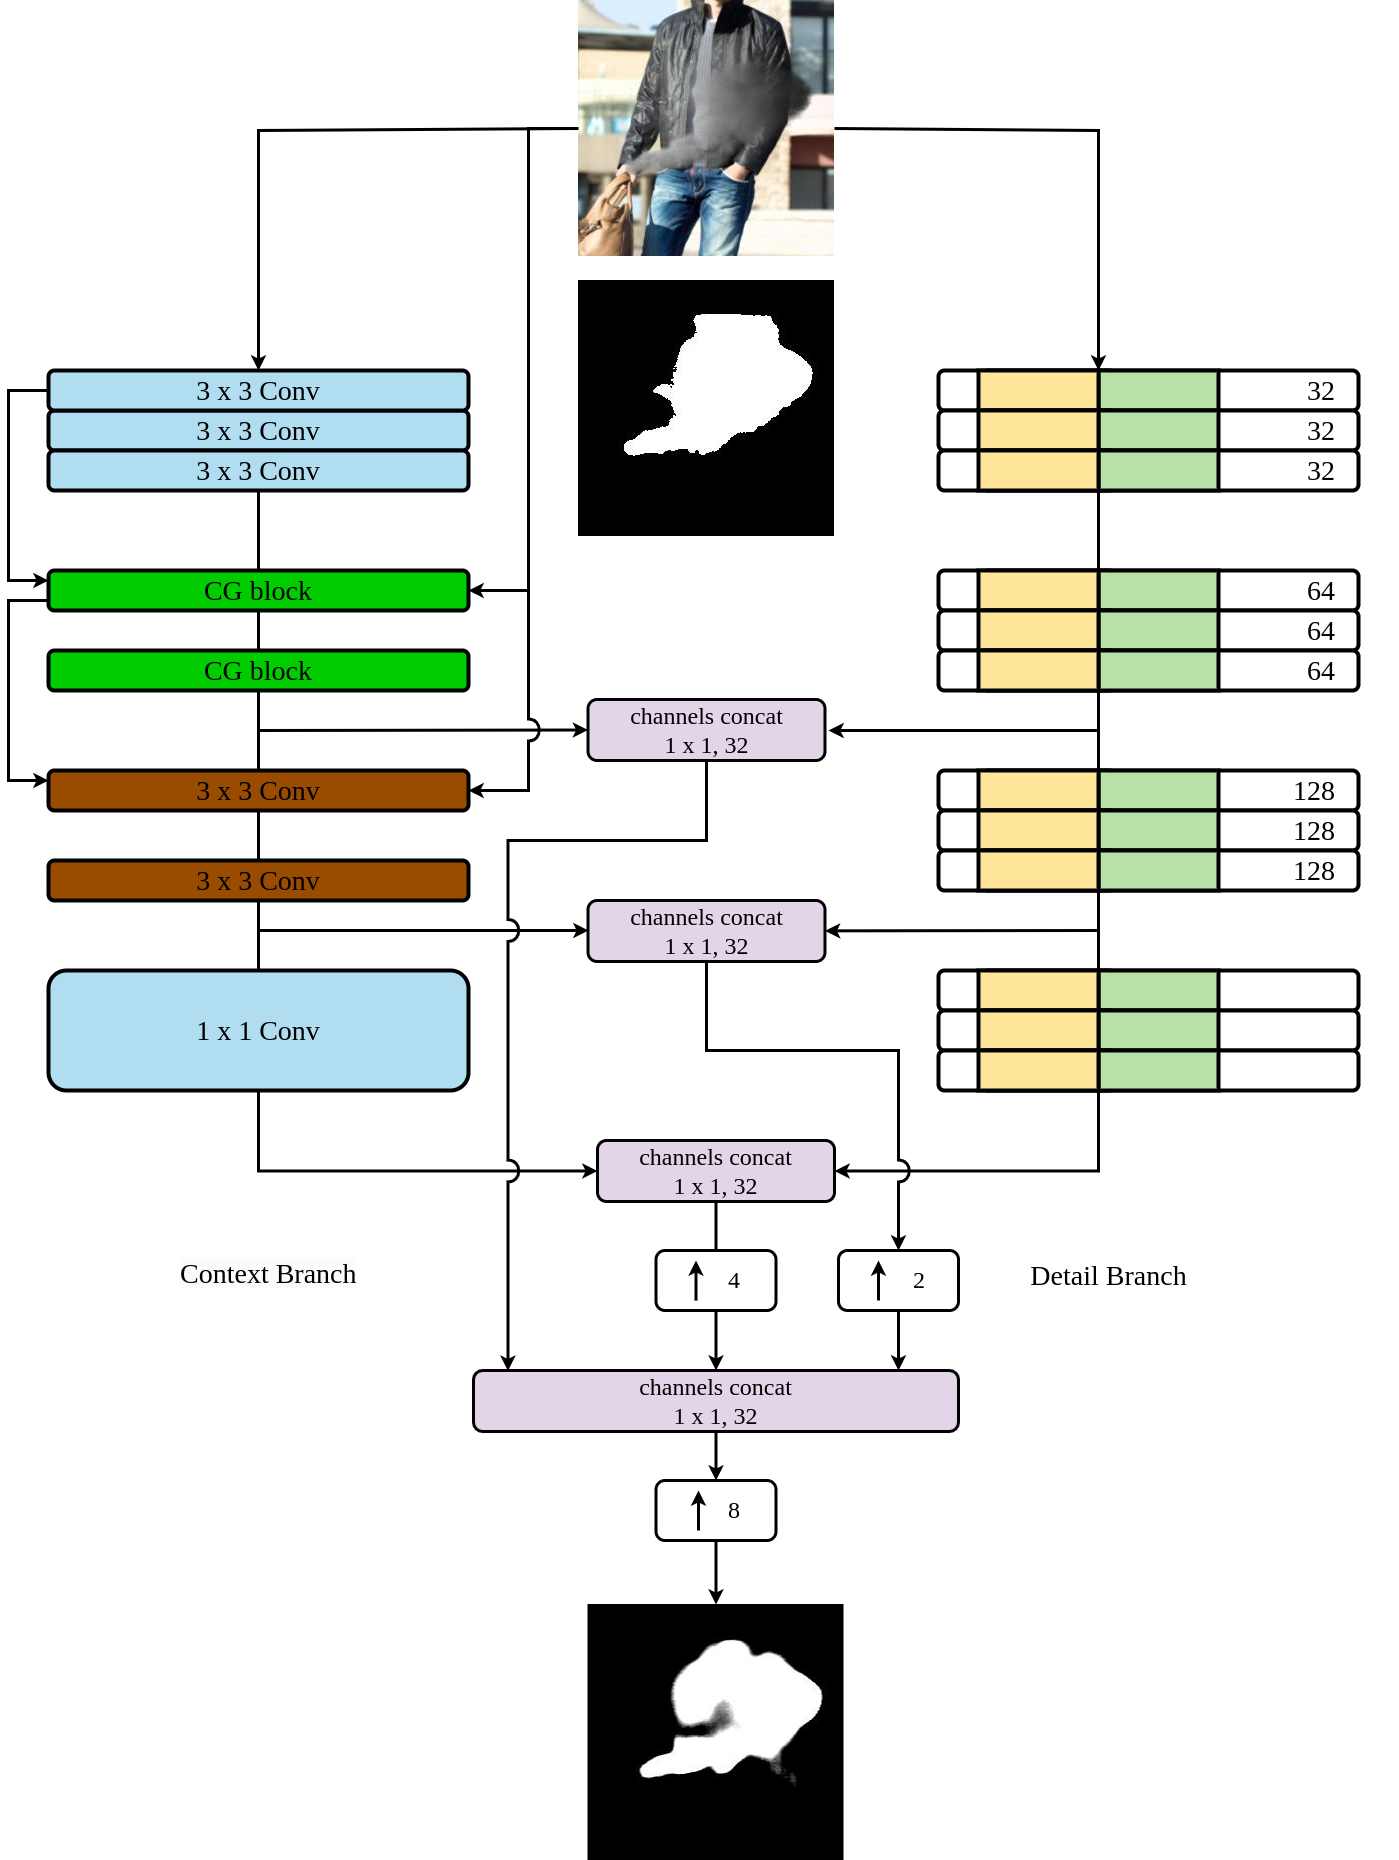 3 x 3 Conv
3 x 3 Conv
3 x 3 Conv
CG block
CG block
3 x 3 Conv
3 x 3 Conv
1 x 1 Conv
Context Branch
channels concat
1 x 1, 32
channels concat
1 x 1, 32
channels concat
1 x 1, 32
4
2
channels concat
1 x 1, 32
8
32
32
32
64
64
64
128
128
128
Detail Branch